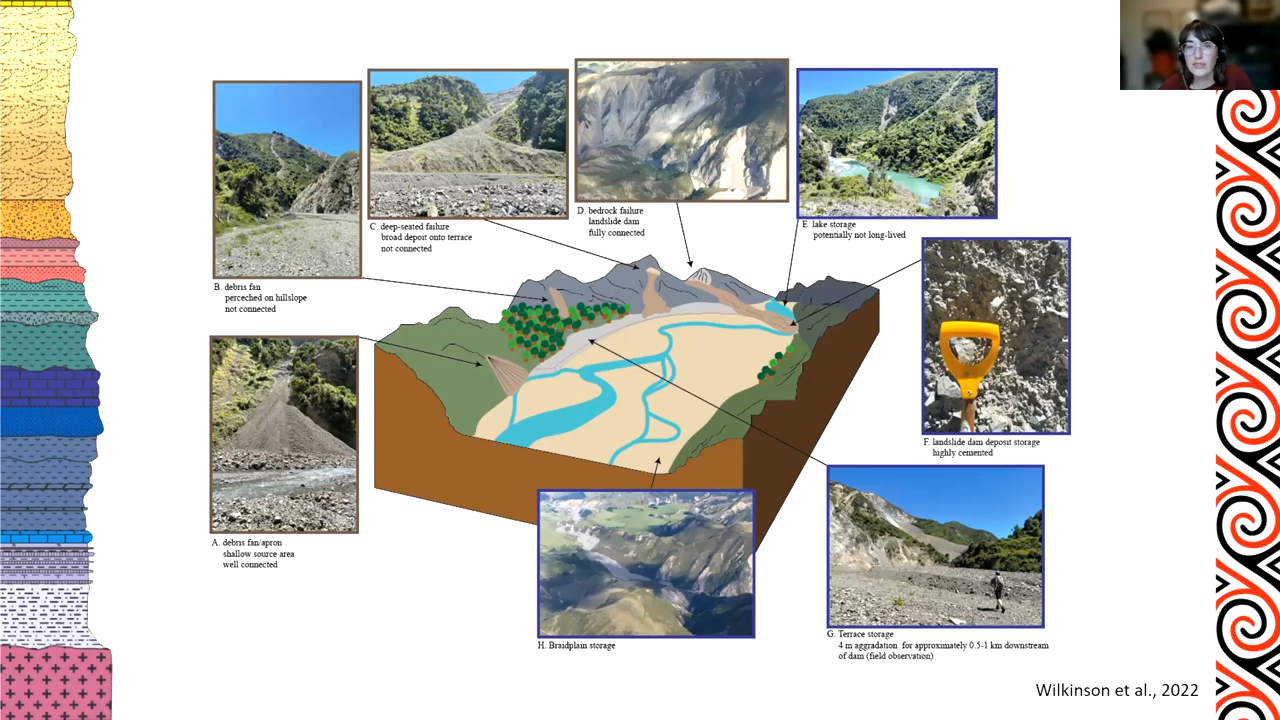 B. debris fan
perceched on hillslope
not connected
C. deep-seated failure
broad deposit onto terrace
not connected
D. bedrock failure
landslide dam
fully connected
E. lake storage
potentially not long-lived
A. debris fan/apron
shallow source area
well connected
F. landslide dam deposit storage
highly cemented
H. Braidplain storage
G. Terrace storage
4 m aggradation for approximately 0.5-1 km downstream
of dam (field observation)
Wilkinson et al., 2022